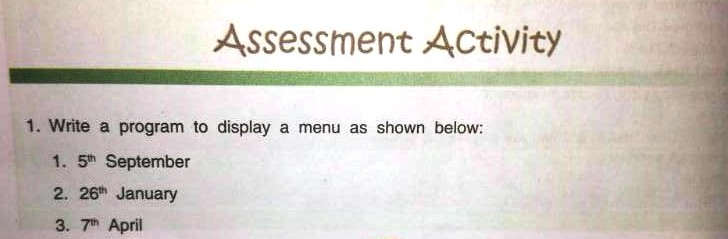 Assessment Activity
1. Write a program to display a menu as shown below:
1. 5th September
2. 26th January
3. 7th April